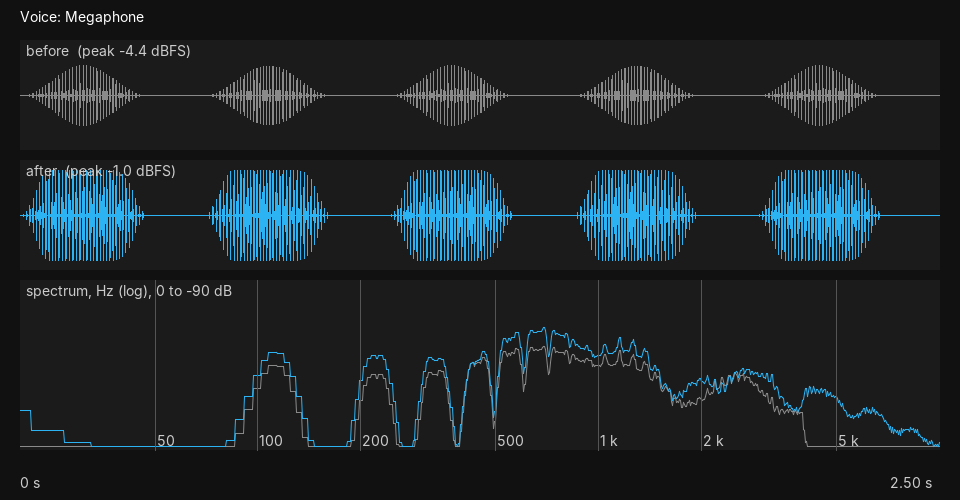 Voice: Megaphone
before (peak -4.4 dBFS)
after (peak -1.0 dBFS)
spectrum, Hz (log), 0 to -90 dB
50 100 200 500 1 k 2 k 5 k
0 s 2.50 s